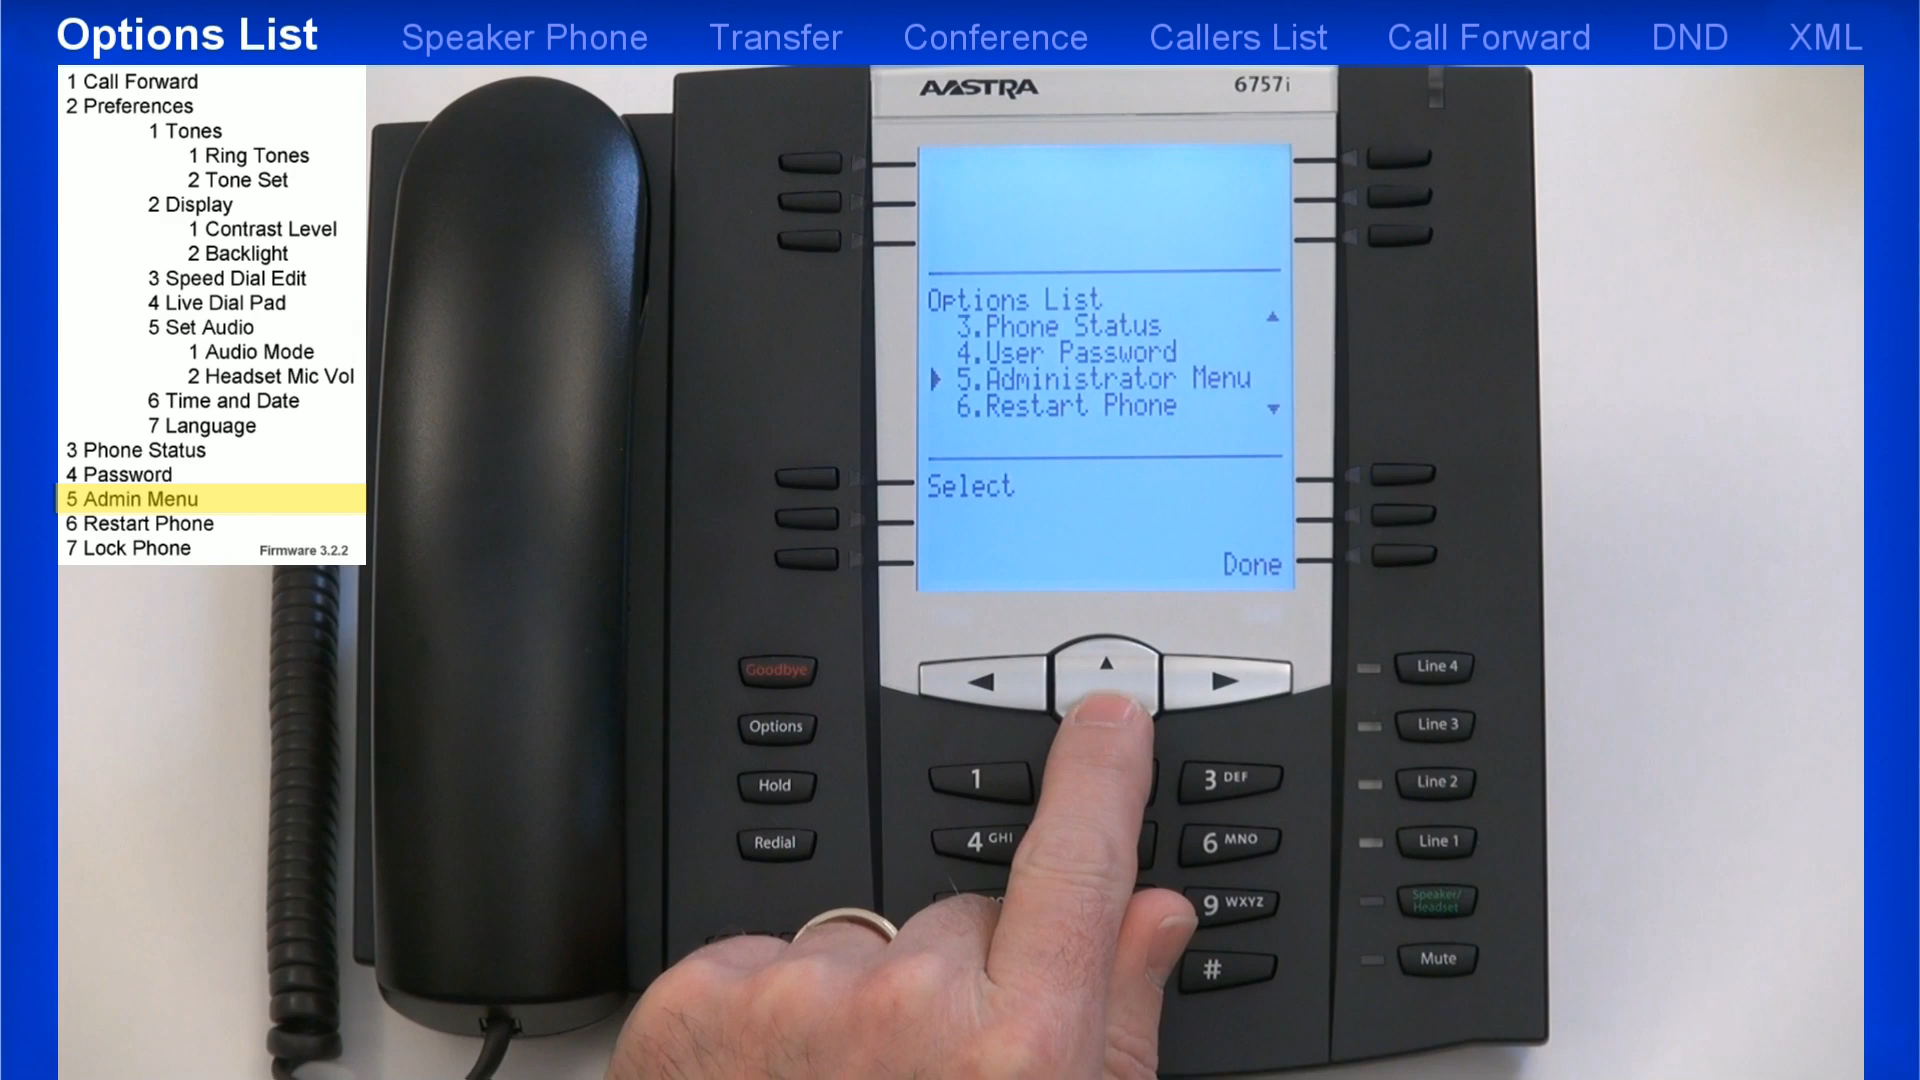 Options List Speaker Phone Transfer Conference Callers List Call Forward DND XML
1 Call Forward
2 Preferences
1 Tones
1 Ring Tones
2 Tone Set
2 Display
1 Contrast Level
2 Backlight
3 Speed Dial Edit
4 Live Dial Pad
5 Set Audio
1 Audio Mode
2 Headset Mic Vol
6 Time and Date
7 Language
3 Phone Status
4 Password
5 Admin Menu
6 Restart Phone
7 Lock Phone
Firmware 3.2.2
AASTRA 6757i
Options List
3.Phone Status
4.User Password
5.Administrator Menu
6.Restart Phone
Select
Done
Goodbye
Options
Hold
Redial
1
3 DEF
4 GHI
6 MNO
9 WXYZ
#
Line 4
Line 3
Line 2
Line 1
Speaker/
Headset
Mute